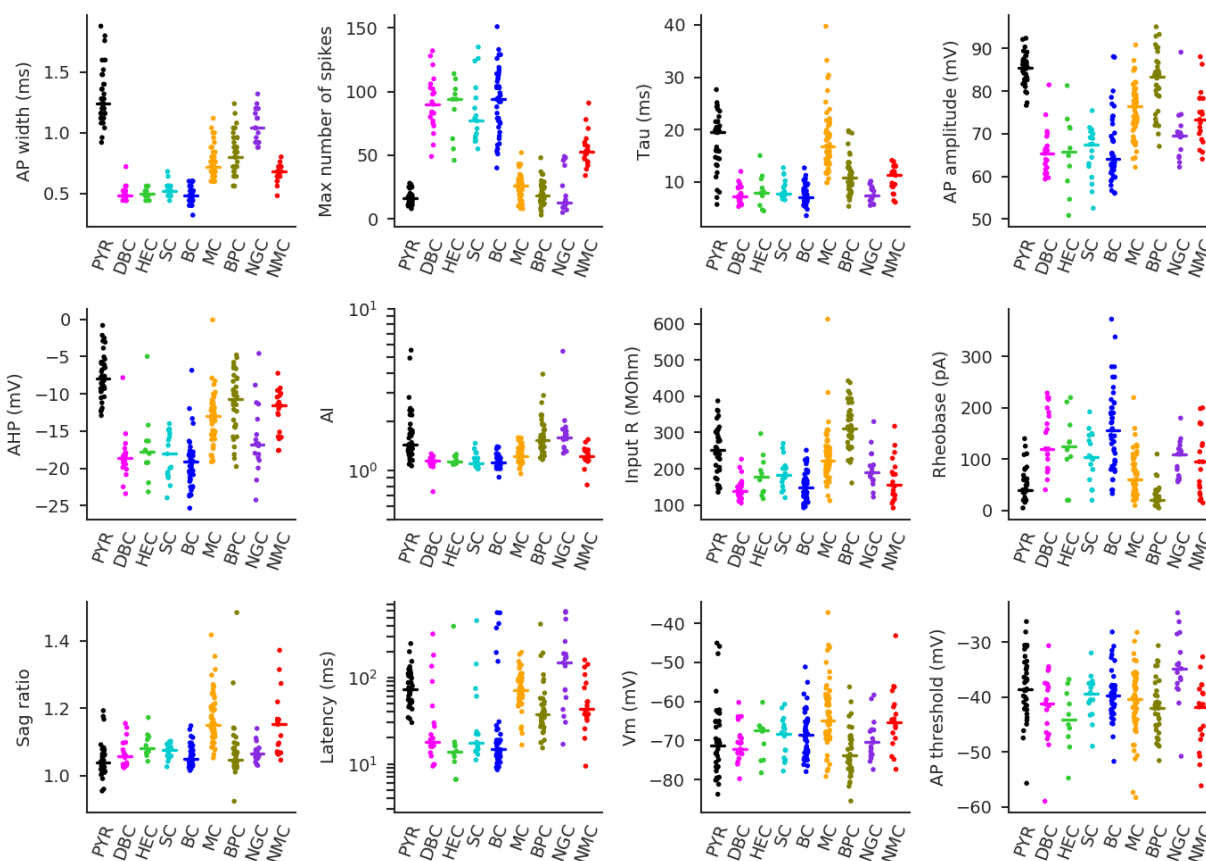 AP width (ms)
1.5
1.0
0.5
PYR DBC HEC SC BC MC BPC NGC NMC
Max number of spikes
150
100
50
0
PYR DBC HEC SC BC MC BPC NGC NMC
Tau (ms)
40
30
20
10
PYR DBC HEC SC BC MC BPC NGC NMC
AP amplitude (mV)
90
80
70
60
50
PYR DBC HEC SC BC MC BPC NGC NMC
AHP (mV)
0
−5
−10
−15
−20
−25
PYR DBC HEC SC BC MC BPC NGC NMC
AI
10¹
10⁰
PYR DBC HEC SC BC MC BPC NGC NMC
Input R (MOhm)
600
500
400
300
200
100
PYR DBC HEC SC BC MC BPC NGC NMC
Rheobase (pA)
300
200
100
0
PYR DBC HEC SC BC MC BPC NGC NMC
Sag ratio
1.4
1.2
1.0
PYR DBC HEC SC BC MC BPC NGC NMC
Latency (ms)
10²
10¹
PYR DBC HEC SC BC MC BPC NGC NMC
Vm (mV)
−40
−50
−60
−70
−80
PYR DBC HEC SC BC MC BPC NGC NMC
AP threshold (mV)
−30
−40
−50
−60
PYR DBC HEC SC BC MC BPC NGC NMC